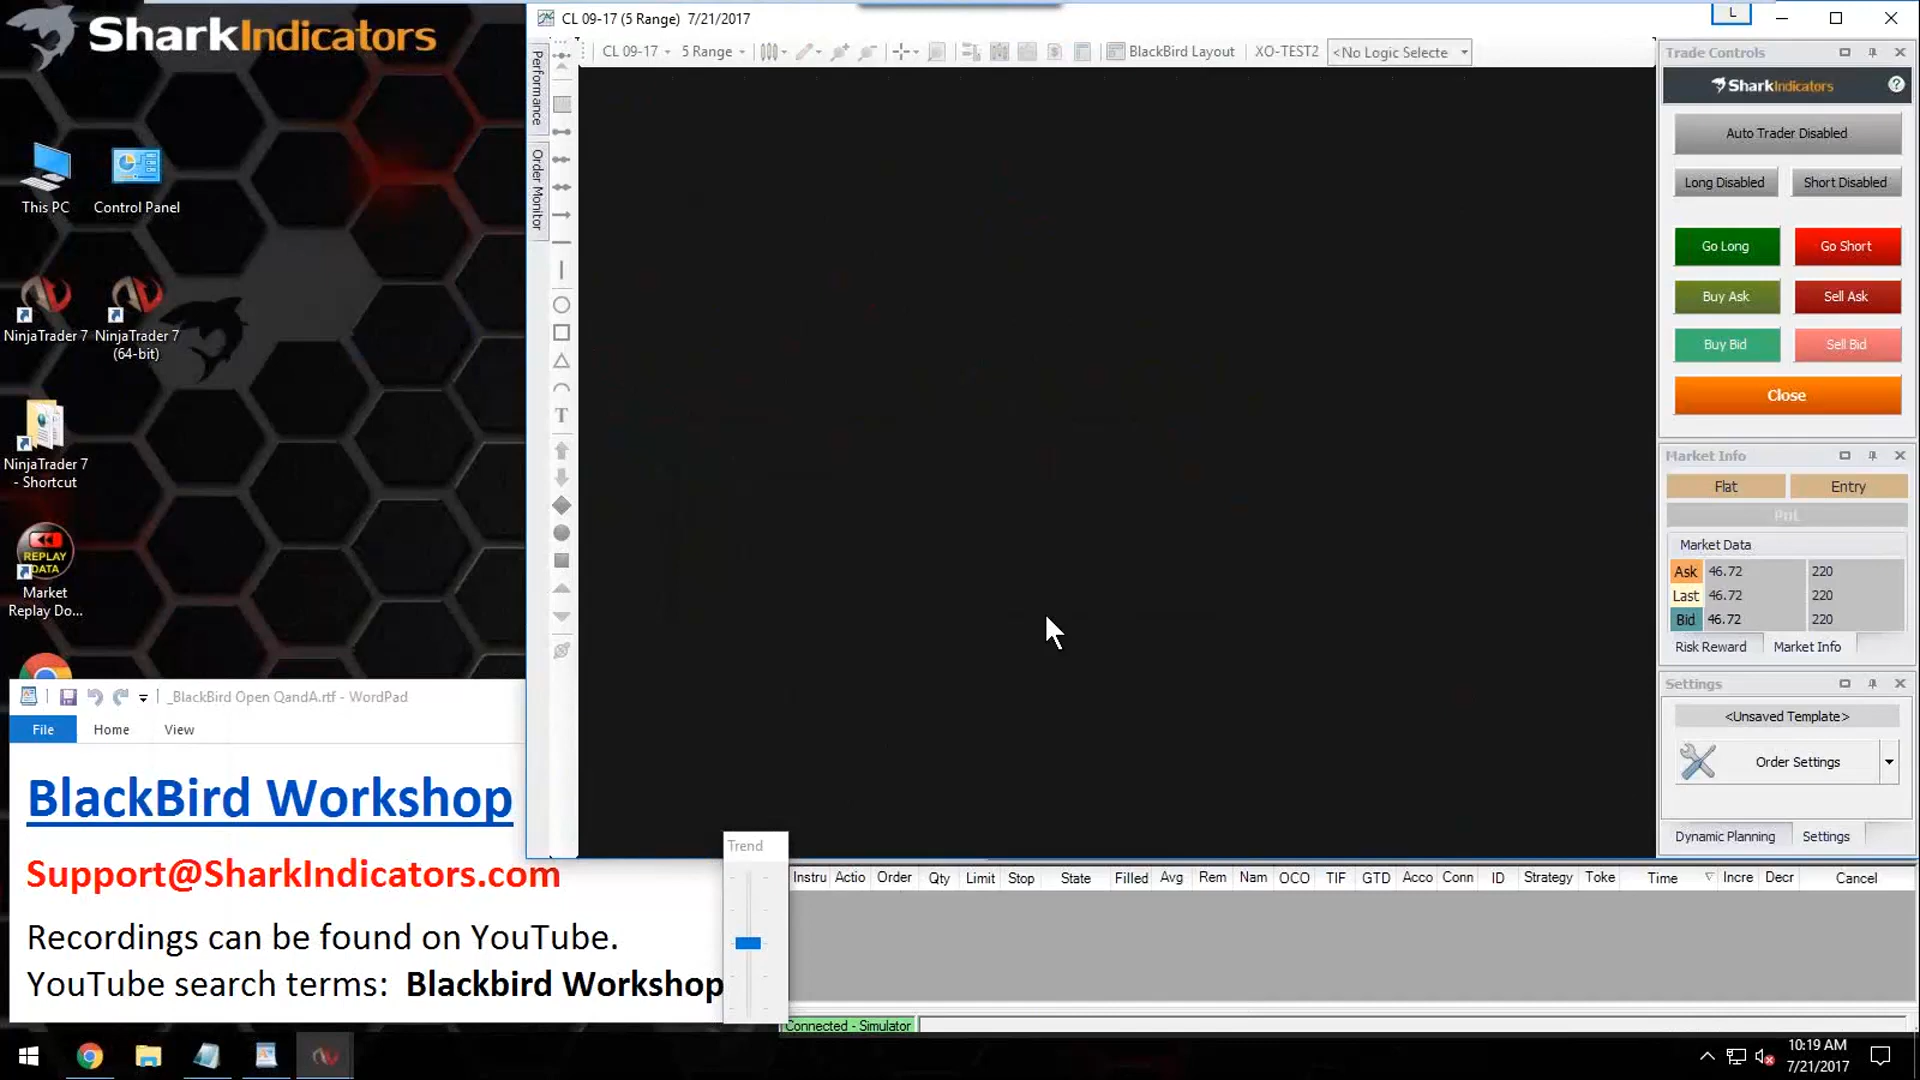 SharkIndicators
This PC
Control Panel
NinjaTrader 7
NinjaTrader 7
(64-bit)
NinjaTrader 7
- Shortcut
REPLAY
DATA
Market
Replay Do...
_BlackBird Open QandA.rtf - WordPad
File Home View
BlackBird Workshop
Support@SharkIndicators.com
Recordings can be found on YouTube.
YouTube search terms: Blackbird Workshop
CL 09-17 (5 Range) 7/21/2017
L
CL 09-17 5 Range BlackBird Layout XO-TEST2 <No Logic Selecte
Performance
Order Monitor
T
Trade Controls
SharkIndicators
?
Auto Trader Disabled
Long Disabled Short Disabled
Go Long Go Short
Buy Ask Sell Ask
Buy Bid Sell Bid
Close
Market Info
Flat Entry
PnL
Market Data
Ask 46.72 220
Last 46.72 220
Bid 46.72 220
Risk Reward Market Info
Settings
<Unsaved Template>
Order Settings
Dynamic Planning Settings
Trend
Instru Actio Order Qty Limit Stop State Filled Avg Rem Nam OCO TIF GTD Acco Conn ID Strategy Toke Time Incre Decr Cancel
Connected - Simulator
10:19 AM
7/21/2017